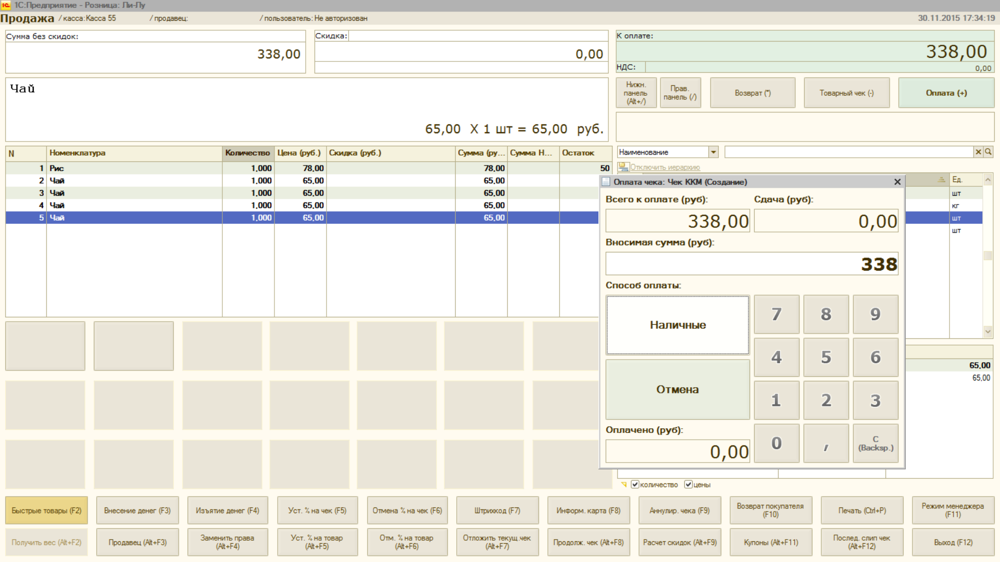 1С:Предприятие - Розница: Ли-Лу
Продажа / касса: Касса 55 / продавец: / пользователь: Не авторизован 30.11.2015 17:34:19
Сумма без скидок: Скидка: К оплате:
338,00 0,00 338,00
НДС: 0,00
Чай
65,00 X 1 шт = 65,00 руб.
Нижн. панель (Alt+/) Прав. панель (/) Возврат (*) Товарный чек (-) Оплата (+)
N Номенклатура Количество Цена (руб.) Скидка (руб.) Сумма (ру... Сумма Н... Остаток
1 Рис 1,000 78,00 78,00 50
2 Чай 1,000 65,00 65,00
3 Чай 1,000 65,00 65,00
4 Чай 1,000 65,00 65,00
5 Чай 1,000 65,00 65,00
Наименование
Отключить иерархию
Ед.
шт
кг
шт
шт
Оплата чека: Чек ККМ (Создание)
Всего к оплате (руб): Сдача (руб):
338,00 0,00
Вносимая сумма (руб):
338
Способ оплаты:
Наличные
Отмена
7 8 9
4 5 6
1 2 3
0 , C (Backsp.)
Оплачено (руб):
0,00
65,00
65,00
количество цены
Быстрые товары (F2) Внесение денег (F3) Изъятие денег (F4) Уст. % на чек (F5) Отмена % на чек (F6) Штрихкод (F7) Информ. карта (F8) Аннулир. чека (F9) Возврат покупателя (F10) Печать (Ctrl+P) Режим менеджера (F11)
Получить вес (Alt+F2) Продавец (Alt+F3) Заменить права (Alt+F4) Уст. % на товар (Alt+F5) Отм. % на товар (Alt+F6) Отложить текущ.чек (Alt+F7) Продолж. чек (Alt+F8) Расчет скидок (Alt+F9) Купоны (Alt+F11) Послед. слип чек (Alt+F12) Выход (F12)